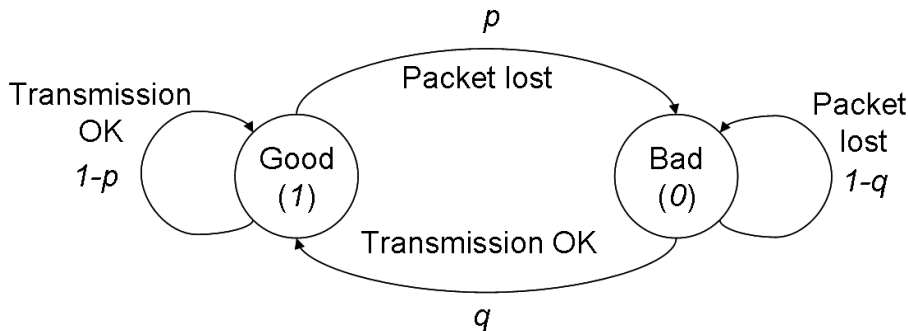 p
Packet lost
Transmission
OK
1-p
Good
(1)
Bad
(0)
Packet
lost
1-q
Transmission OK
q